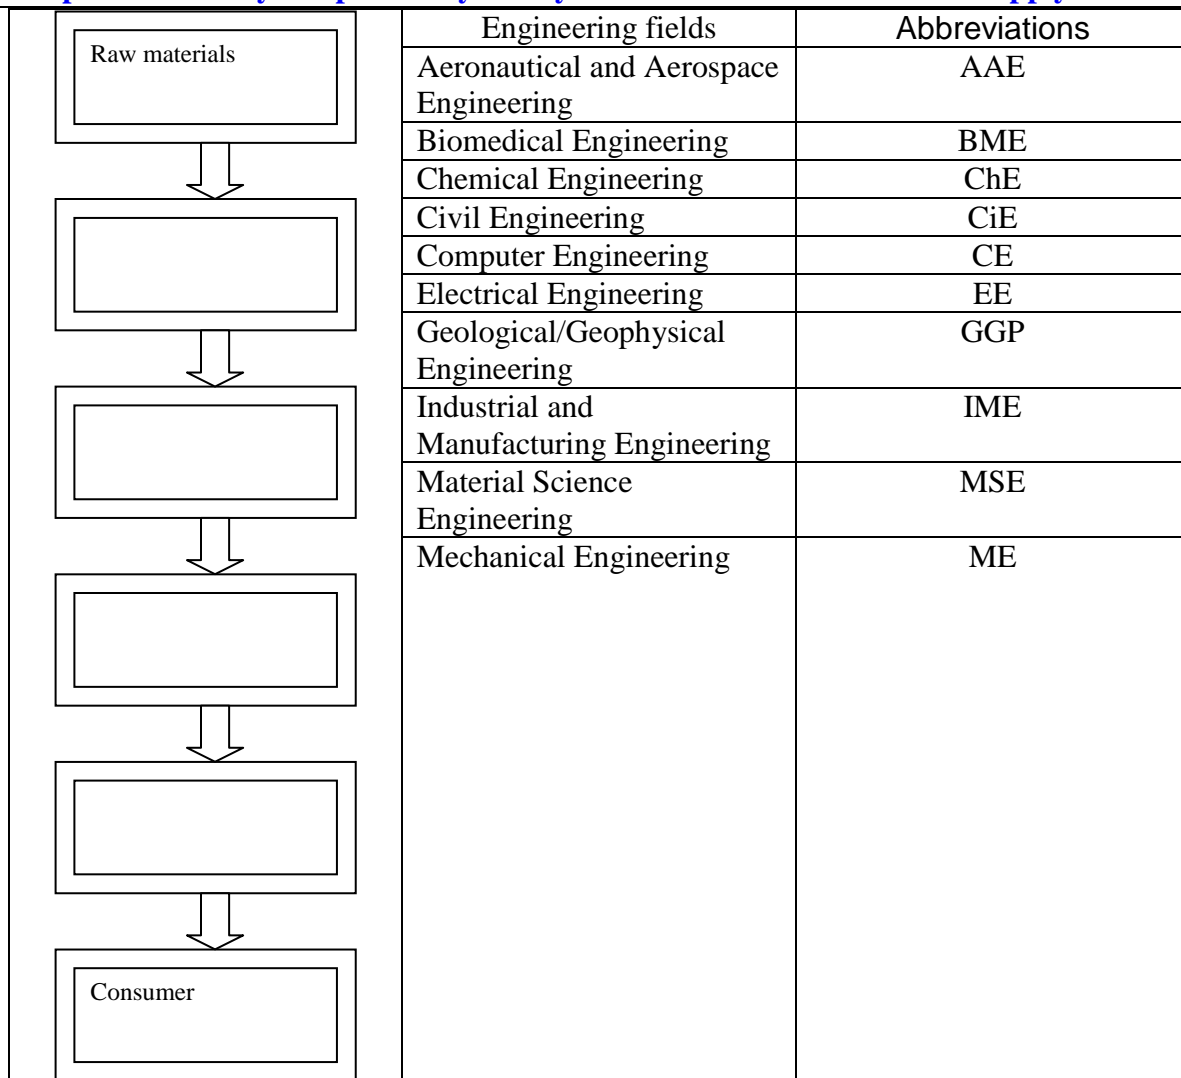 Raw materials
Consumer
Engineering fields Abbreviations
Aeronautical and Aerospace AAE
Engineering
Biomedical Engineering BME
Chemical Engineering ChE
Civil Engineering CiE
Computer Engineering CE
Electrical Engineering EE
Geological/Geophysical GGP
Engineering
Industrial and IME
Manufacturing Engineering
Material Science MSE
Engineering
Mechanical Engineering ME